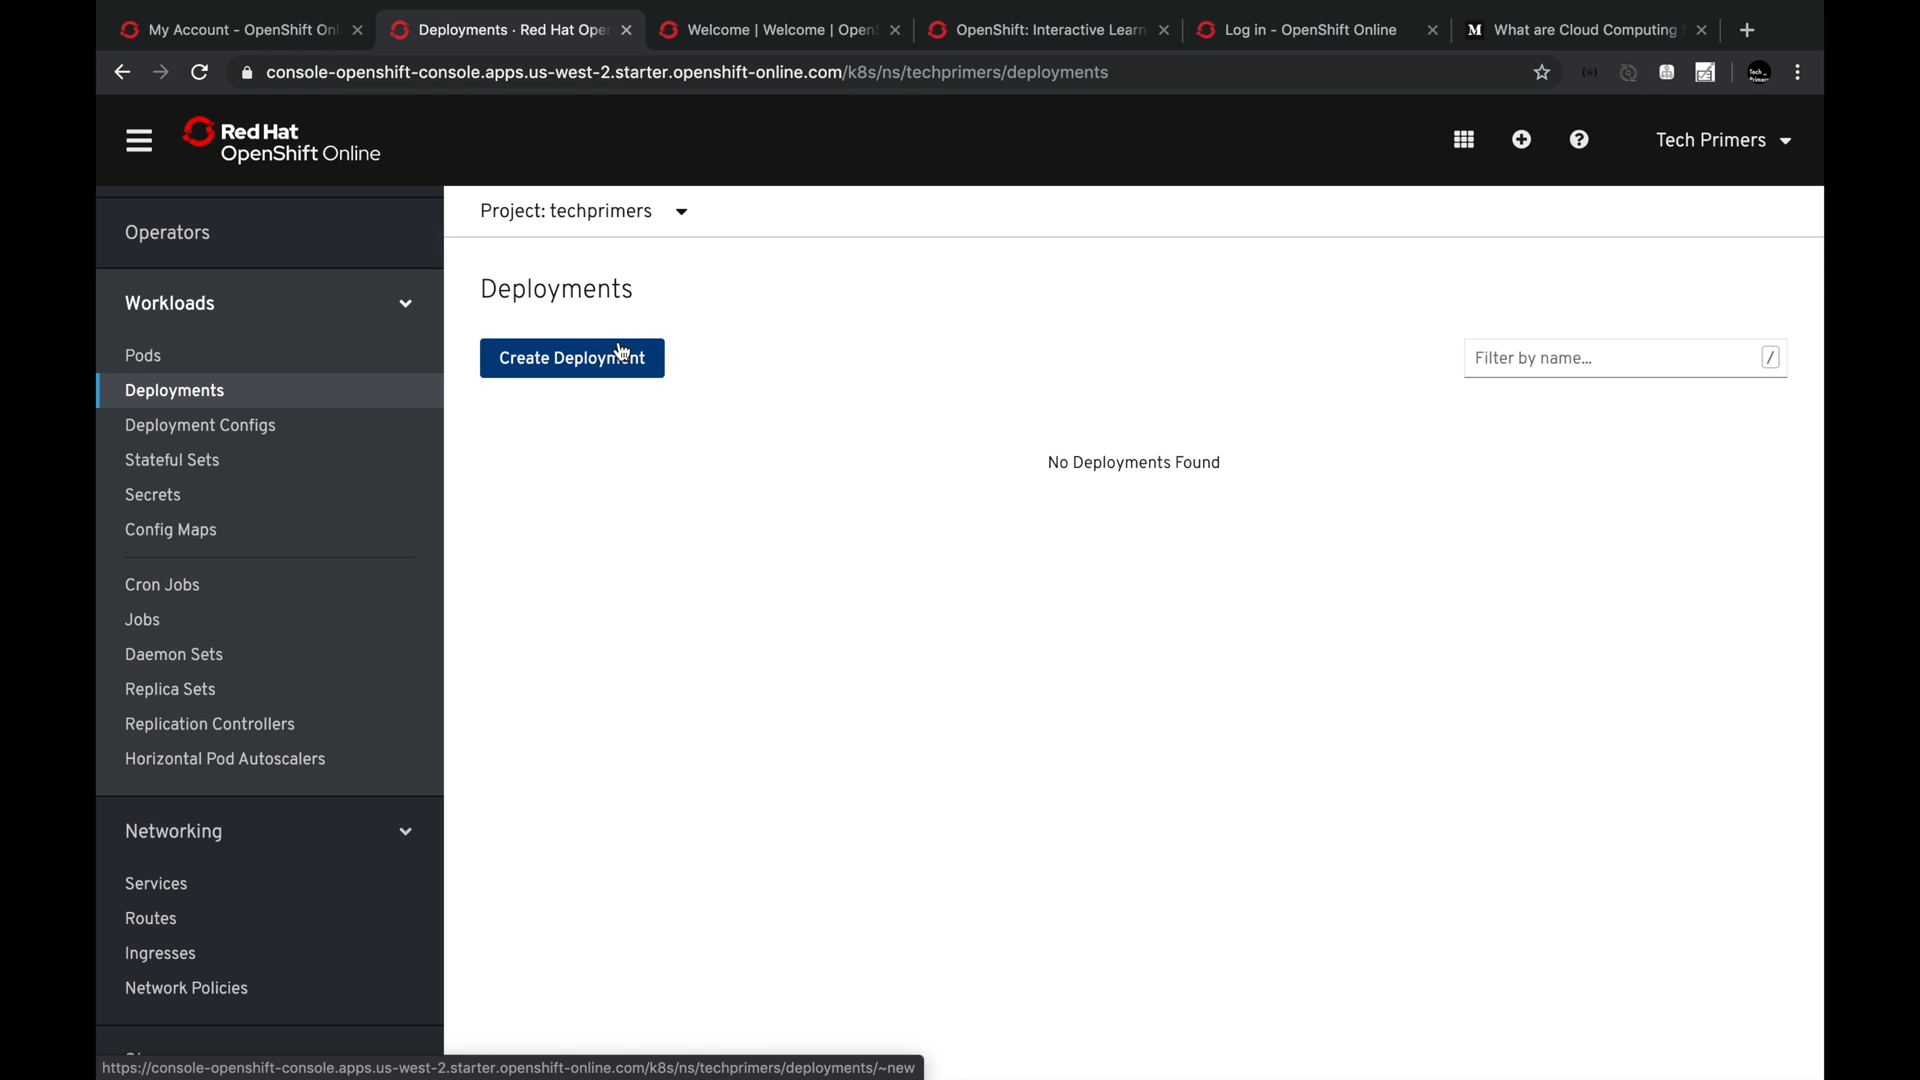 My Account - OpenShift Onl
Deployments · Red Hat Oper
Welcome | Welcome | OpenS
OpenShift: Interactive Learn
Log in - OpenShift Online
M What are Cloud Computing S
console-openshift-console.apps.us-west-2.starter.openshift-online.com/k8s/ns/techprimers/deployments
Red Hat
OpenShift Online
Tech Primers
Operators
Project: techprimers
Workloads
Deployments
Pods
Create Deployment
Filter by name...
/
Deployments
Deployment Configs
Stateful Sets
No Deployments Found
Secrets
Config Maps
Cron Jobs
Jobs
Daemon Sets
Replica Sets
Replication Controllers
Horizontal Pod Autoscalers
Networking
Services
Routes
Ingresses
Network Policies
https://console-openshift-console.apps.us-west-2.starter.openshift-online.com/k8s/ns/techprimers/deployments/~new